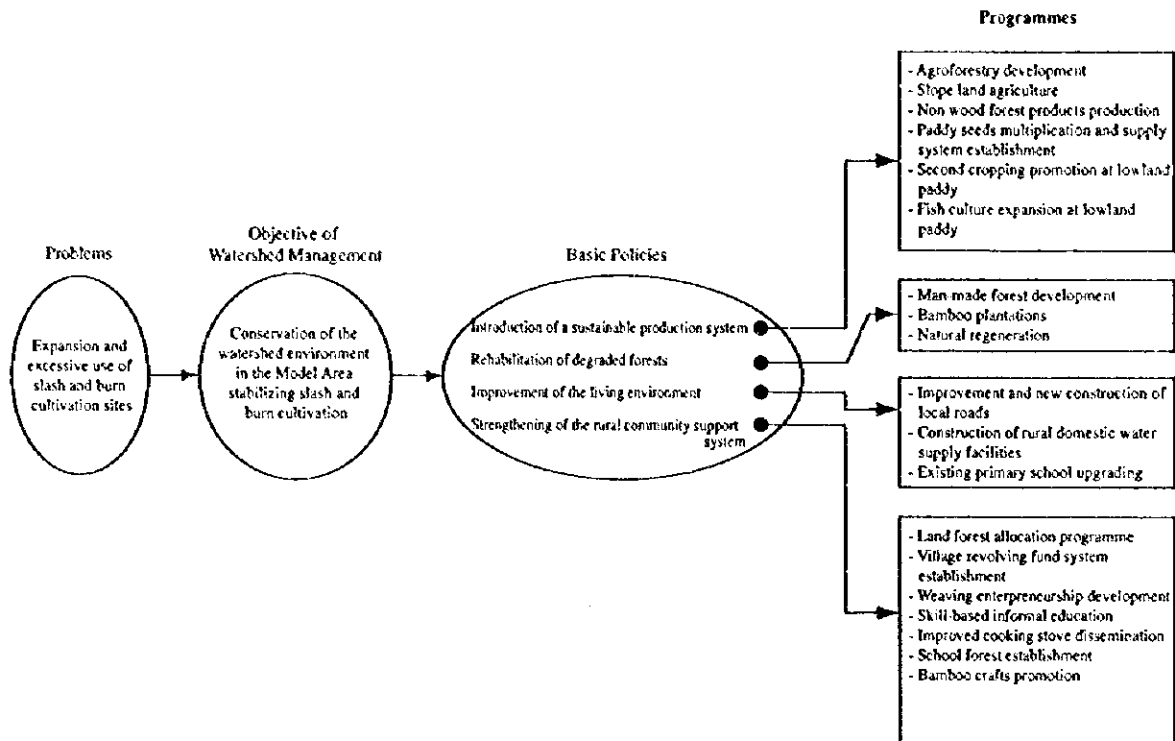 Programmes
- Agroforestry development
- Slope land agriculture
- Non wood forest products production
- Paddy seeds multiplication and supply
system establishment
- Second cropping promotion at lowland
paddy
- Fish culture expansion at lowland
paddy
Problems
Objective of
Watershed Management
Basic Policies
Expansion and
excessive use of
slash and burn
cultivation sites
Conservation of the
watershed environment
in the Model Area
stabilizing slash and
burn cultivation
Introduction of a sustainable production system
Rehabilitation of degraded forests
Improvement of the living environment
Strengthening of the rural community support
system
- Man-made forest development
- Bamboo plantations
- Natural regeneration
- Improvement and new construction of
local roads
- Construction of rural domestic water
supply facilities
- Existing primary school upgrading
- Land forest allocation programme
- Village revolving fund system
establishment
- Weaving enterpreneurship development
- Skill-based informal education
- Improved cooking stove dissemination
- School forest establishment
- Bamboo crafts promotion